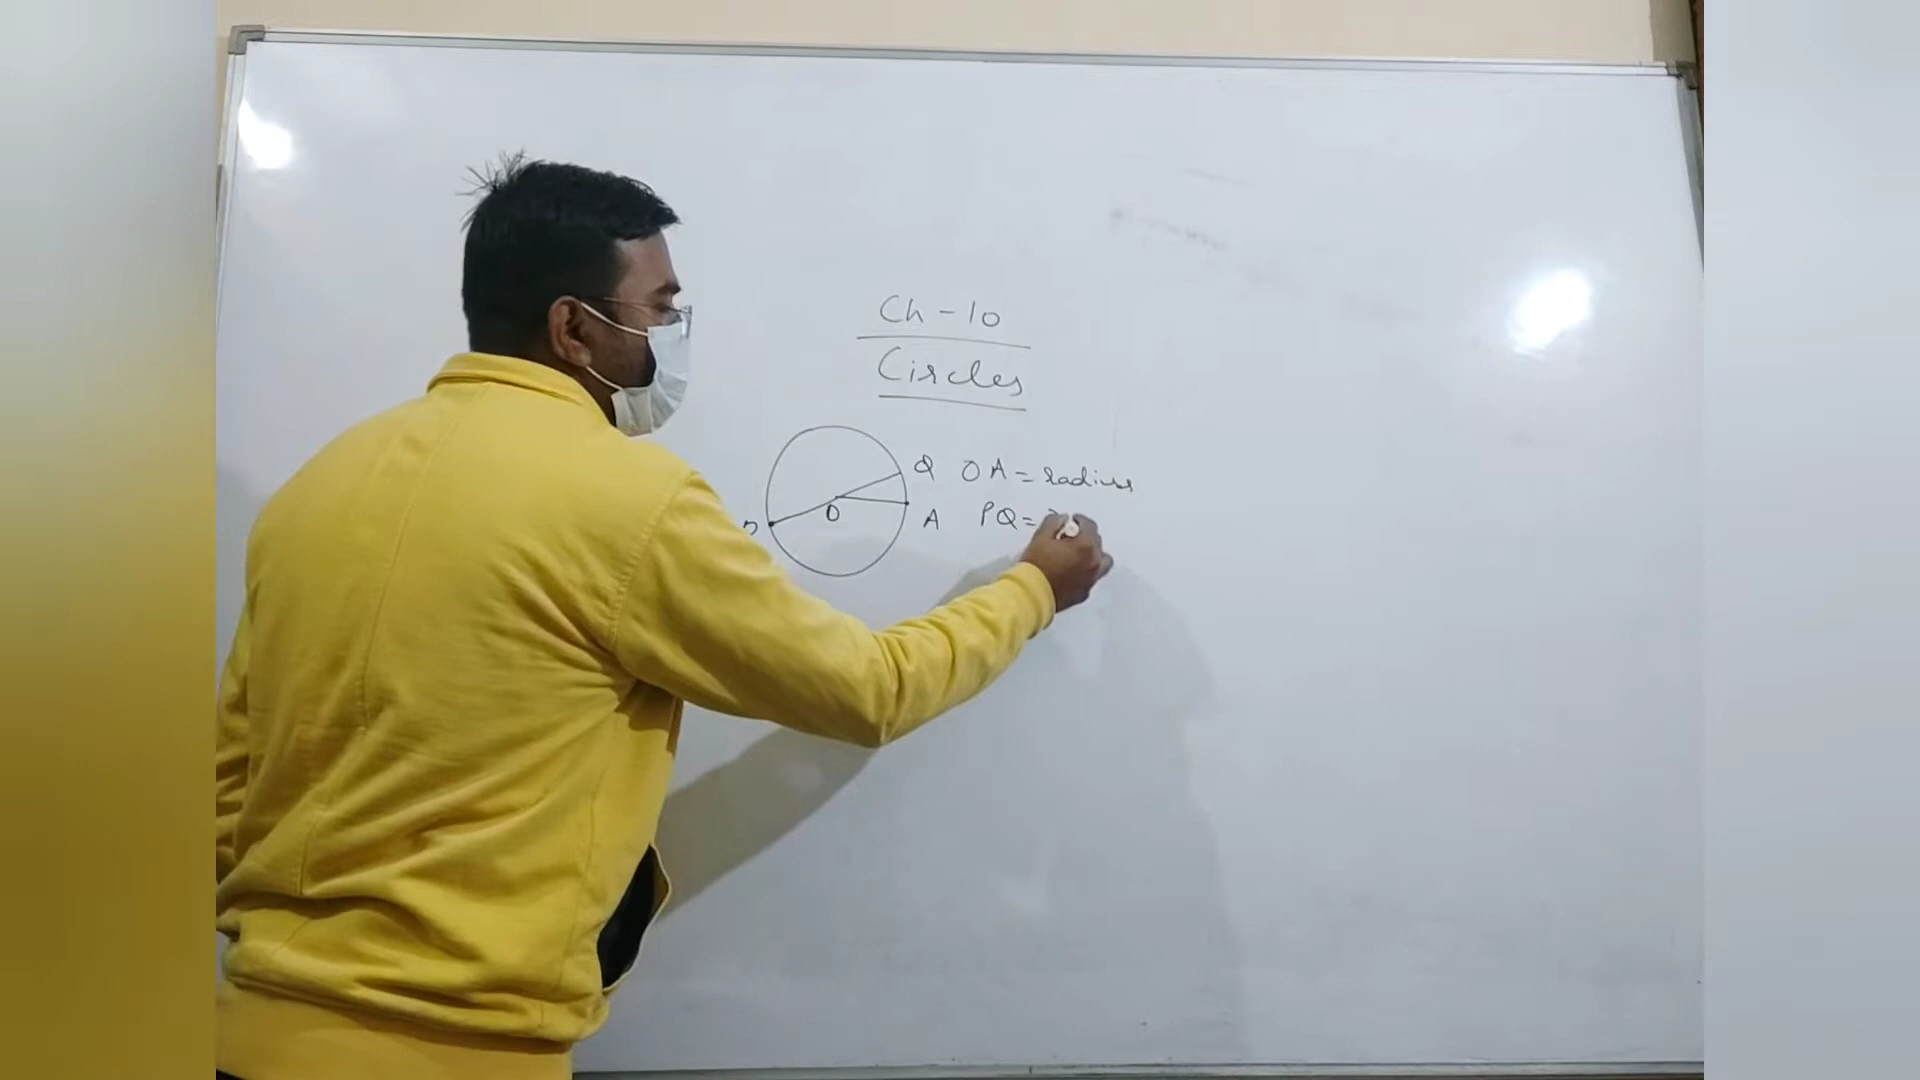 Ch-10
Circles
Q OA = radius
O A PQ =